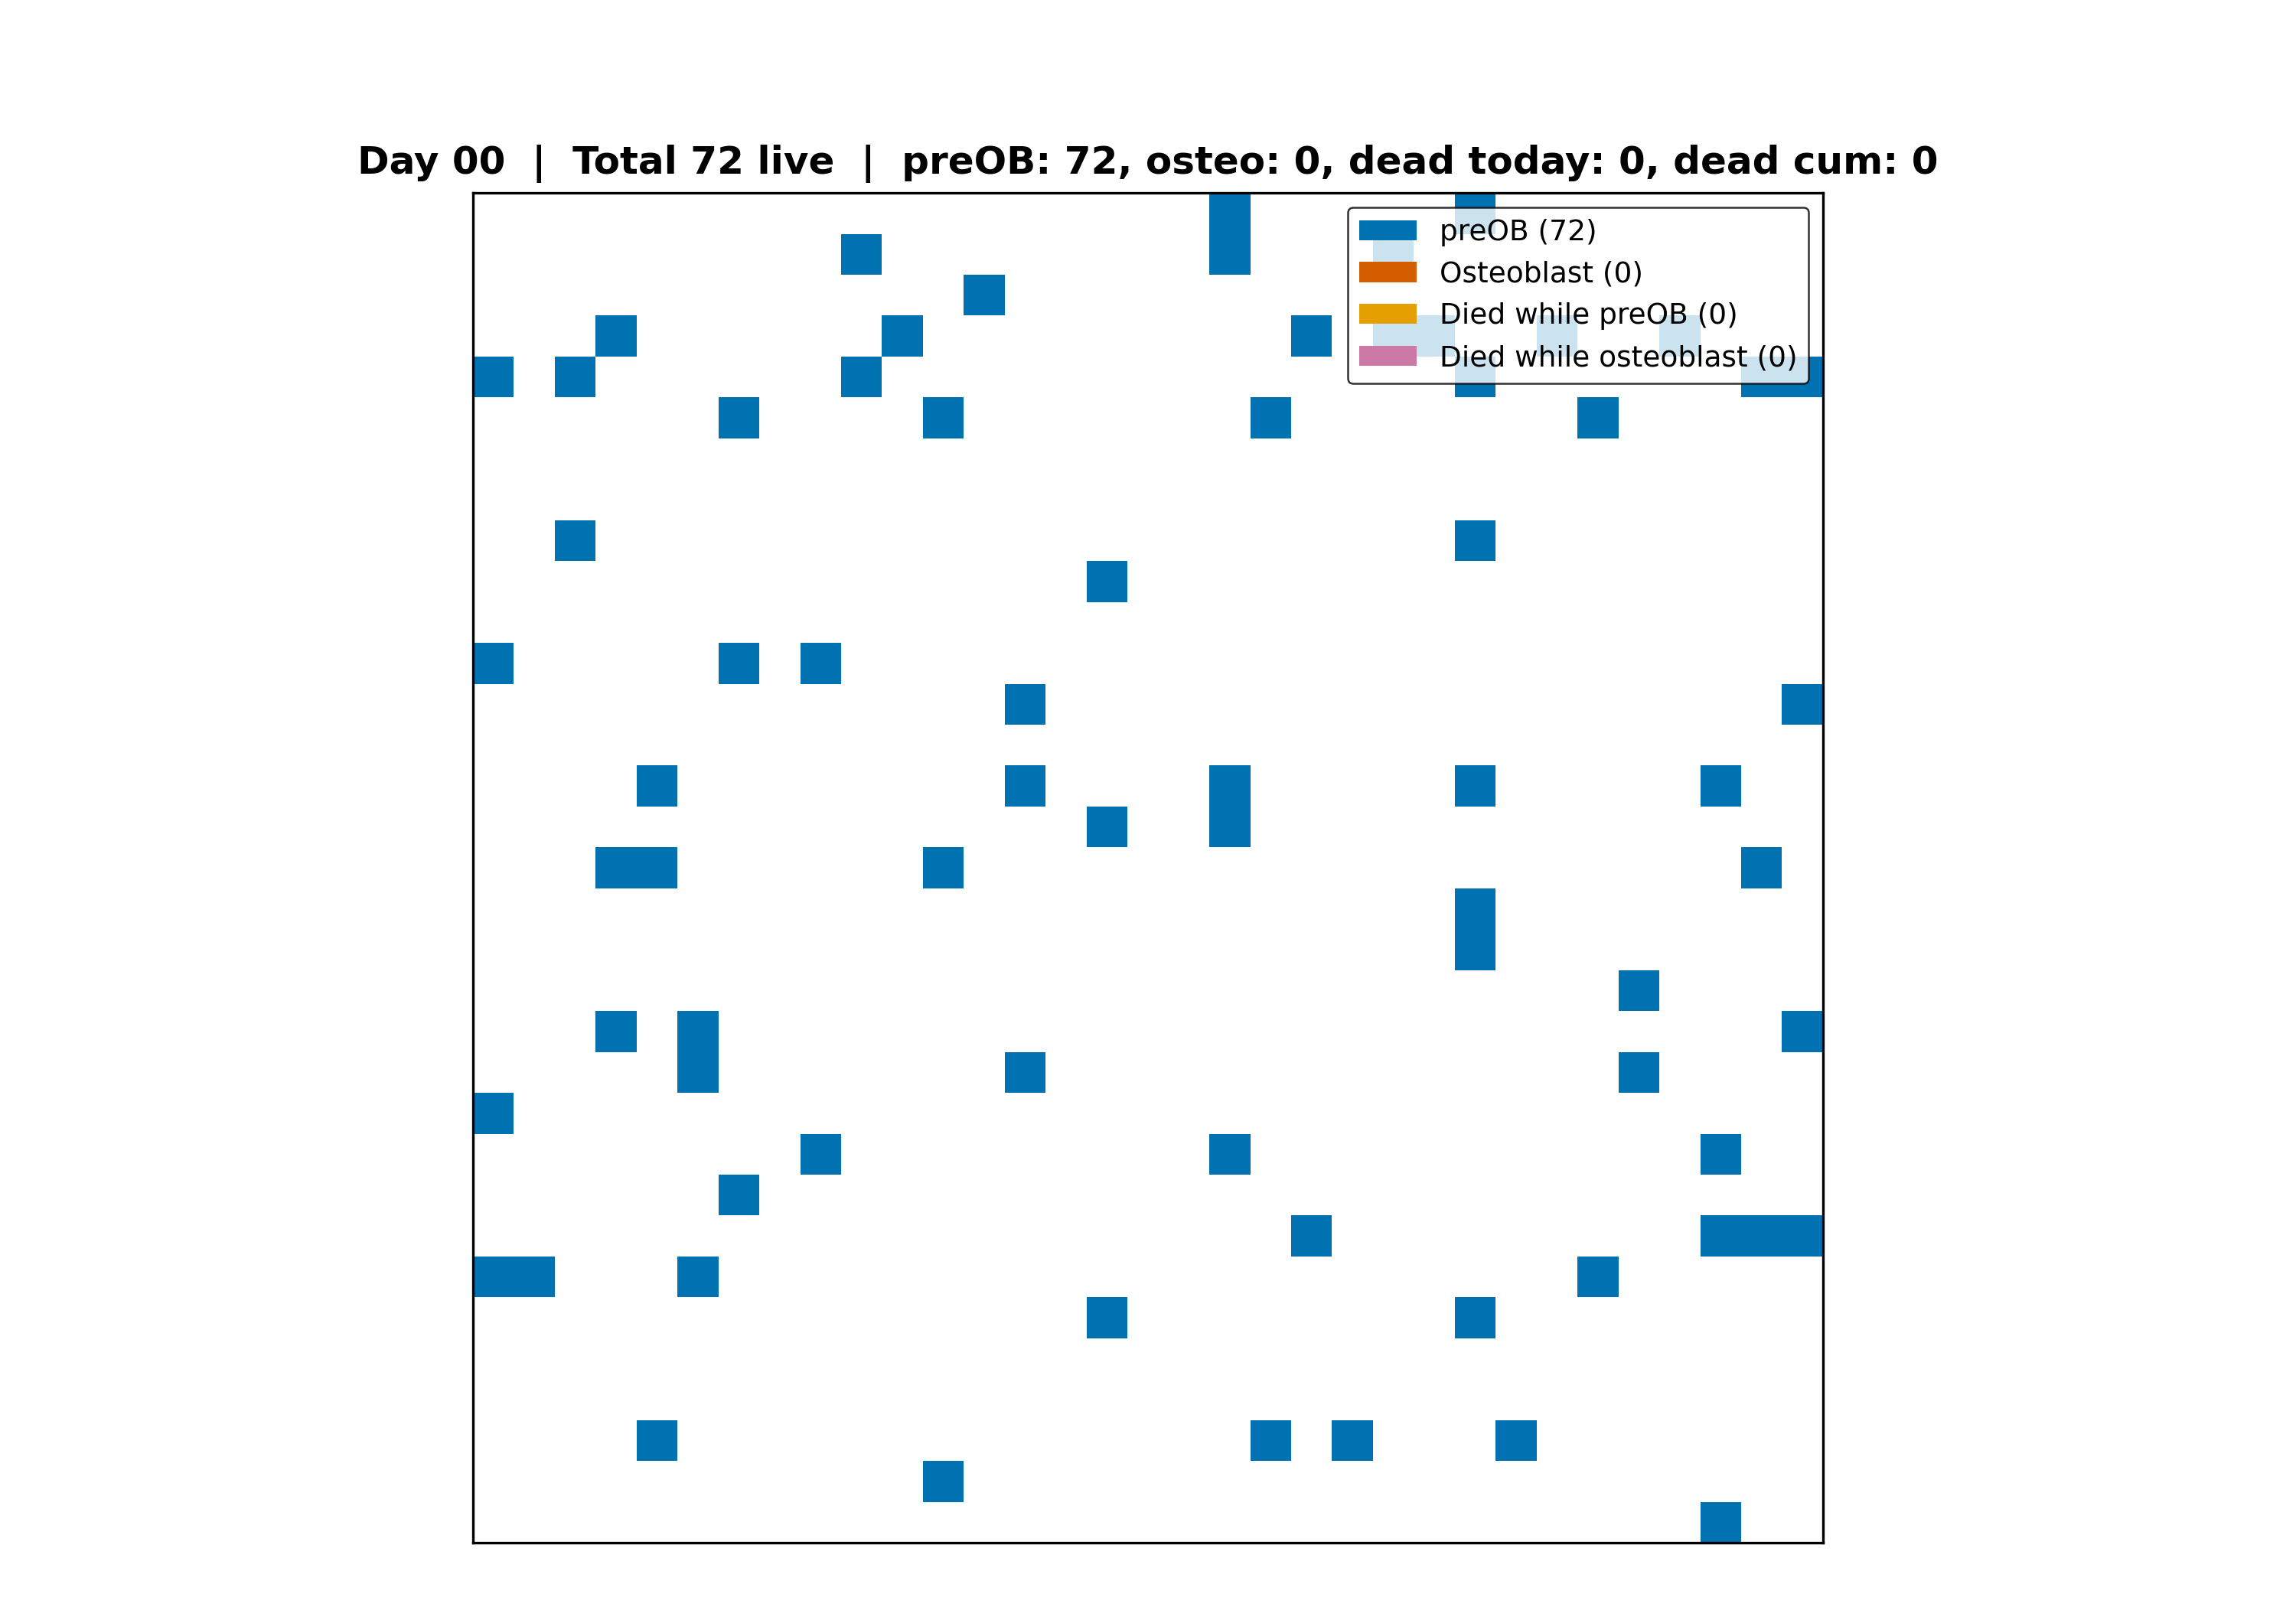 Day 00 | Total 72 live | preOB: 72, osteo: 0, dead today: 0, dead cum: 0
preOB (72)
Osteoblast (0)
Died while preOB (0)
Died while osteoblast (0)